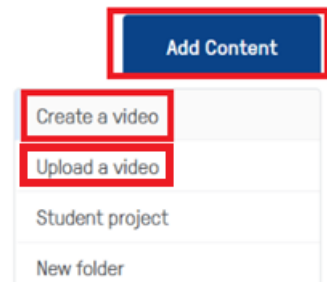 Add Content
Create a video
Upload a video
Student project
New folder